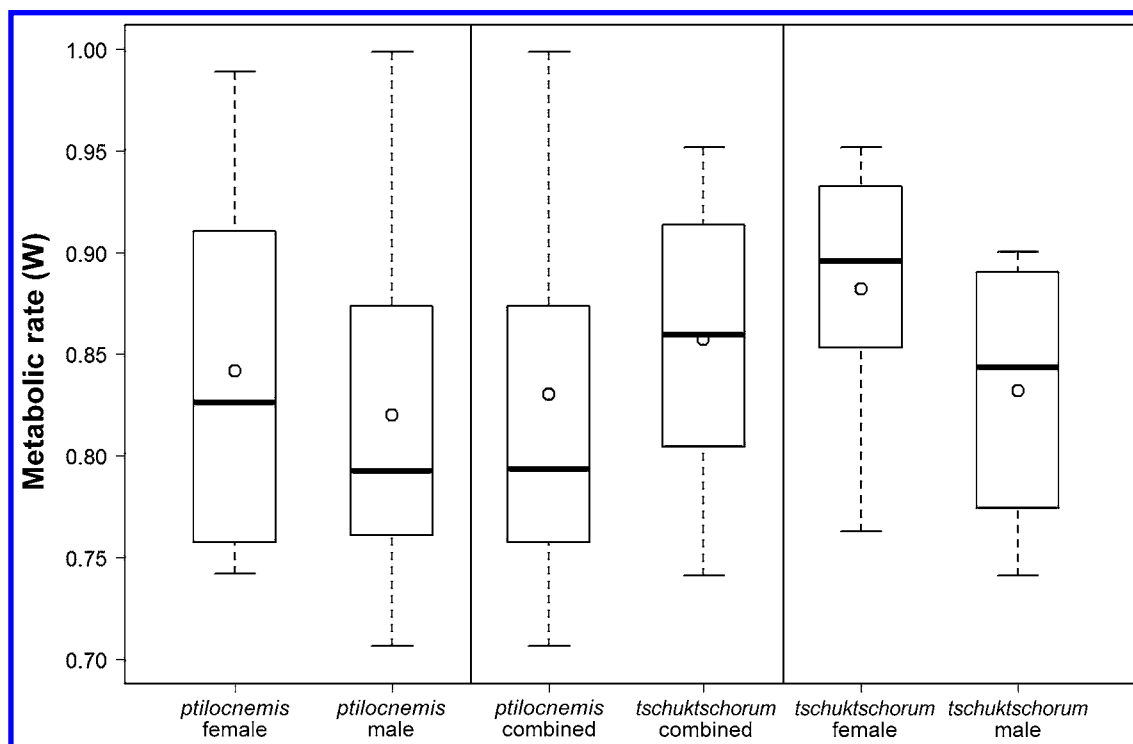 Metabolic rate (W)
1.00
0.95
0.90
0.85
0.80
0.75
0.70
ptilocnemis
female
ptilocnemis
male
ptilocnemis
combined
tschuktschorum
combined
tschuktschorum
female
tschuktschorum
male